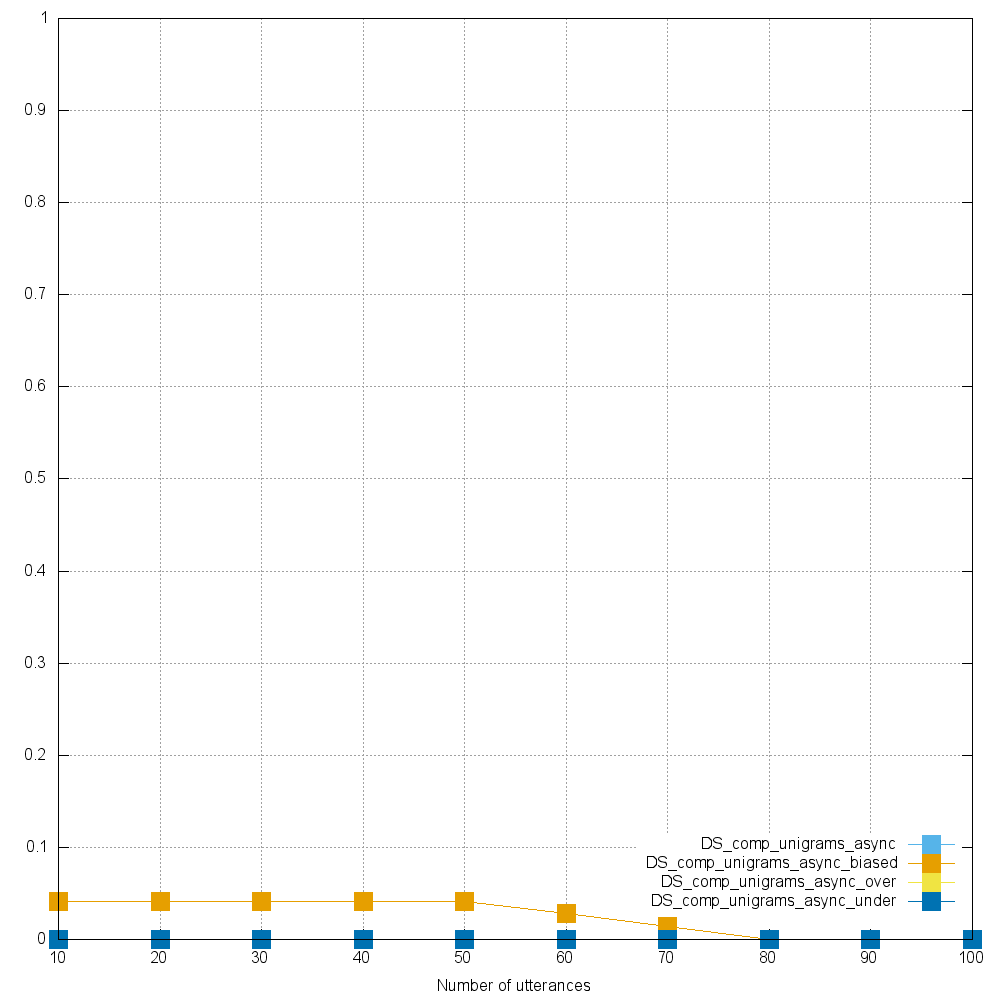 1
0.9
0.8
0.7
0.6
0.5
0.4
0.3
0.2
0.1
0
DS_comp_unigrams_async
DS_comp_unigrams_async_biased
DS_comp_unigrams_async_over
DS_comp_unigrams_async_under
10 20 30 40 50 60 70 80 90 100
Number of utterances